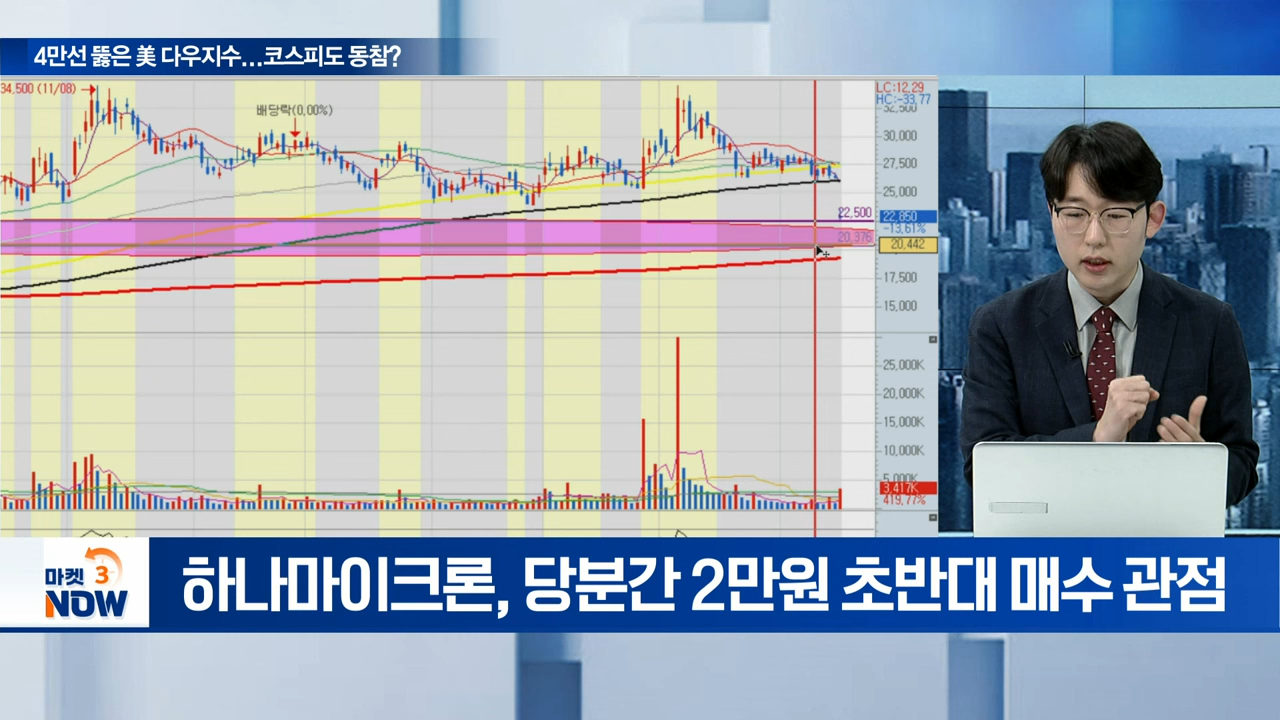 4만선 뚫은 美 다우지수...코스피도 동참?
34,500 (11/08)
배당락(0,00%)
LC:12,29
HC:-33,77
32,500
30,000
27,500
25,000
22,500
22,850
-13,61%
20,376
20,442
17,500
15,000
25,000K
20,000K
15,000K
10,000K
5,000K
3,417K
419,77%
마켓 3
NOW
하나마이크론, 당분간 2만원 초반대 매수 관점